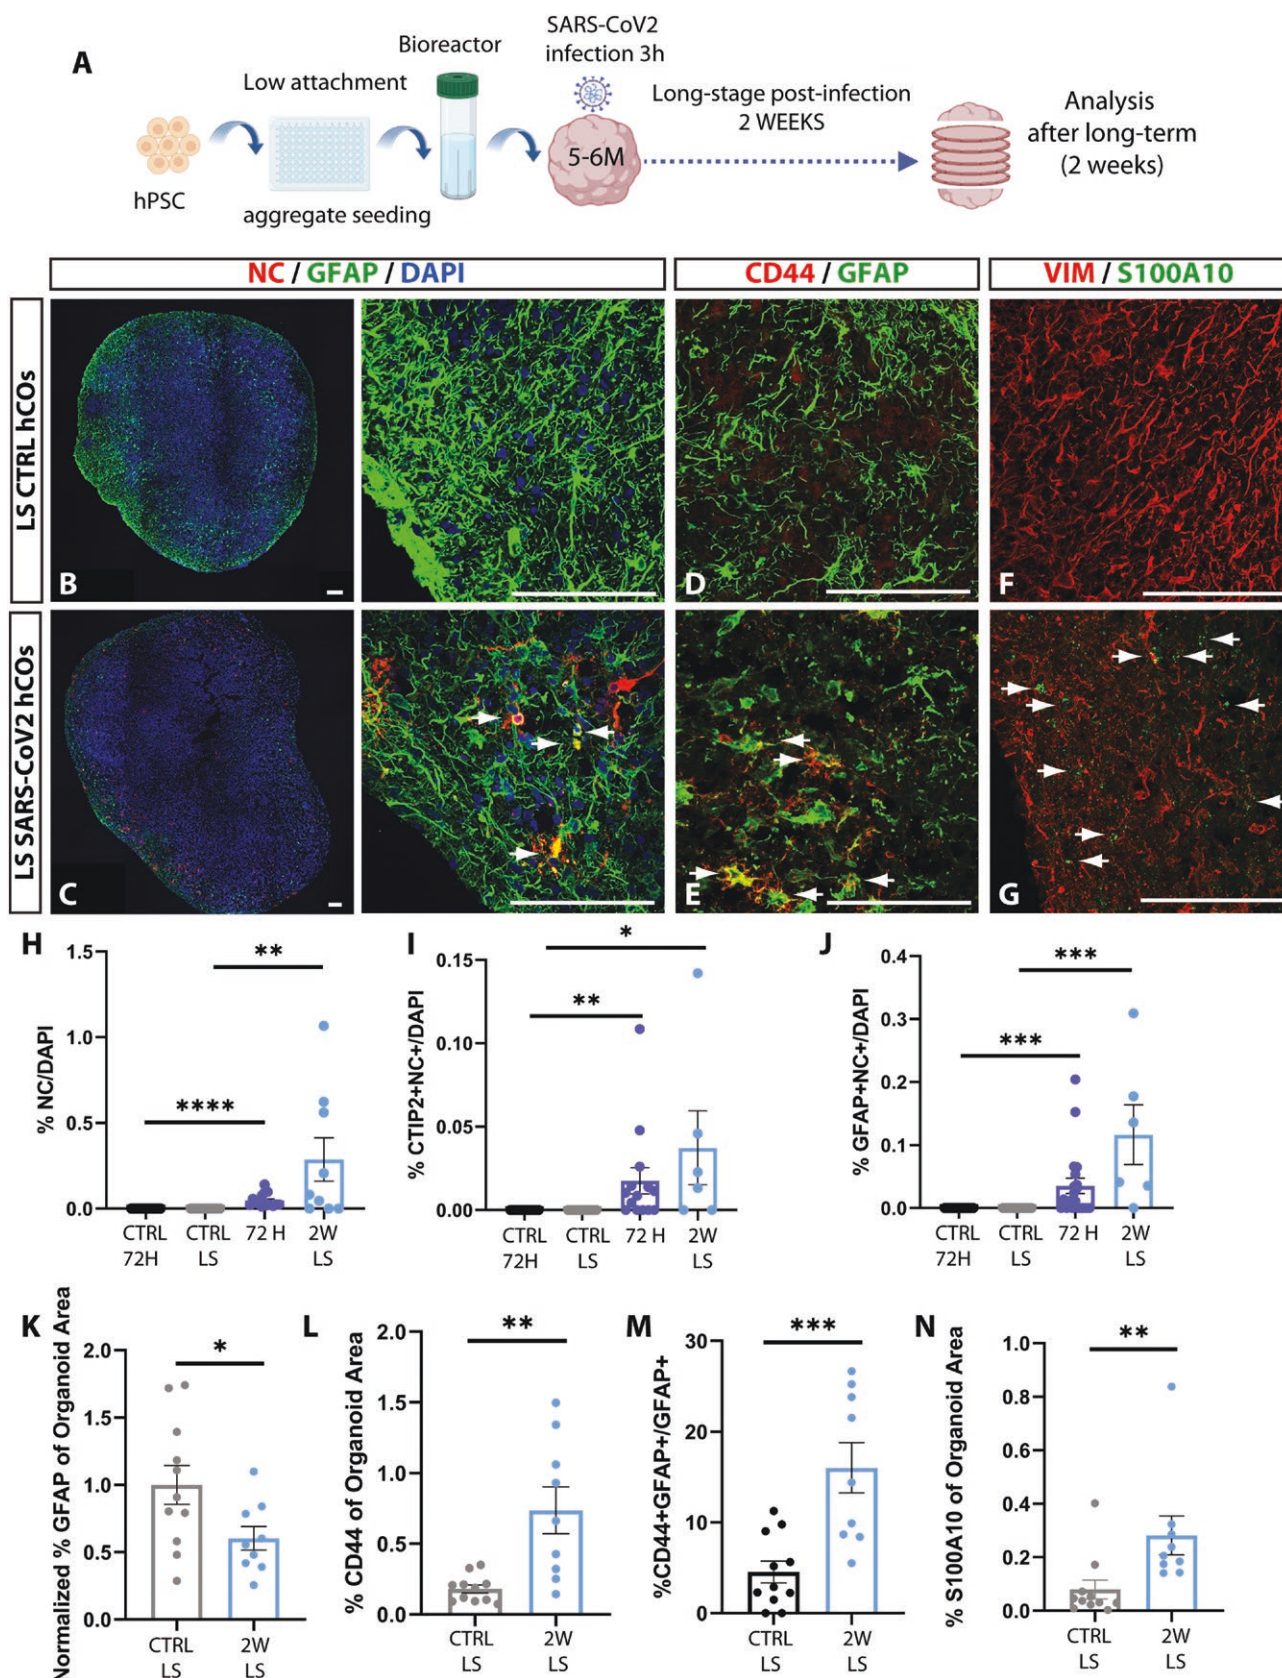 A
hPSC
Low attachment
aggregate seeding
Bioreactor
SARS-CoV2
infection 3h
5-6M
Long-stage post-infection
2 WEEKS
Analysis
after long-term
(2 weeks)
NC / GFAP / DAPI
CD44 / GFAP
VIM / S100A10
LS CTRL hCOs
B
D
F
LS SARS-CoV2 hCOs
C
E
G
H
% NC/DAPI
1.5
1.0
0.5
0.0
****
**
CTRL
72H
CTRL
LS
72 H
2W
LS
I
% CTIP2+NC+/DAPI
0.15
0.10
0.05
0.00
**
*
CTRL
72H
CTRL
LS
72 H
2W
LS
J
% GFAP+NC+/DAPI
0.4
0.3
0.2
0.1
0.0
***
***
CTRL
72H
CTRL
LS
72 H
2W
LS
K
Normalized % GFAP of Organoid Area
2.0
1.5
1.0
0.5
0.0
*
CTRL
LS
2W
LS
L
% CD44 of Organoid Area
2.0
1.5
1.0
0.5
0.0
**
CTRL
LS
2W
LS
M
%CD44+GFAP+/GFAP+
30
20
10
0
***
CTRL
LS
2W
LS
N
% S100A10 of Organoid Area
1.0
0.8
0.6
0.4
0.2
0.0
**
CTRL
LS
2W
LS